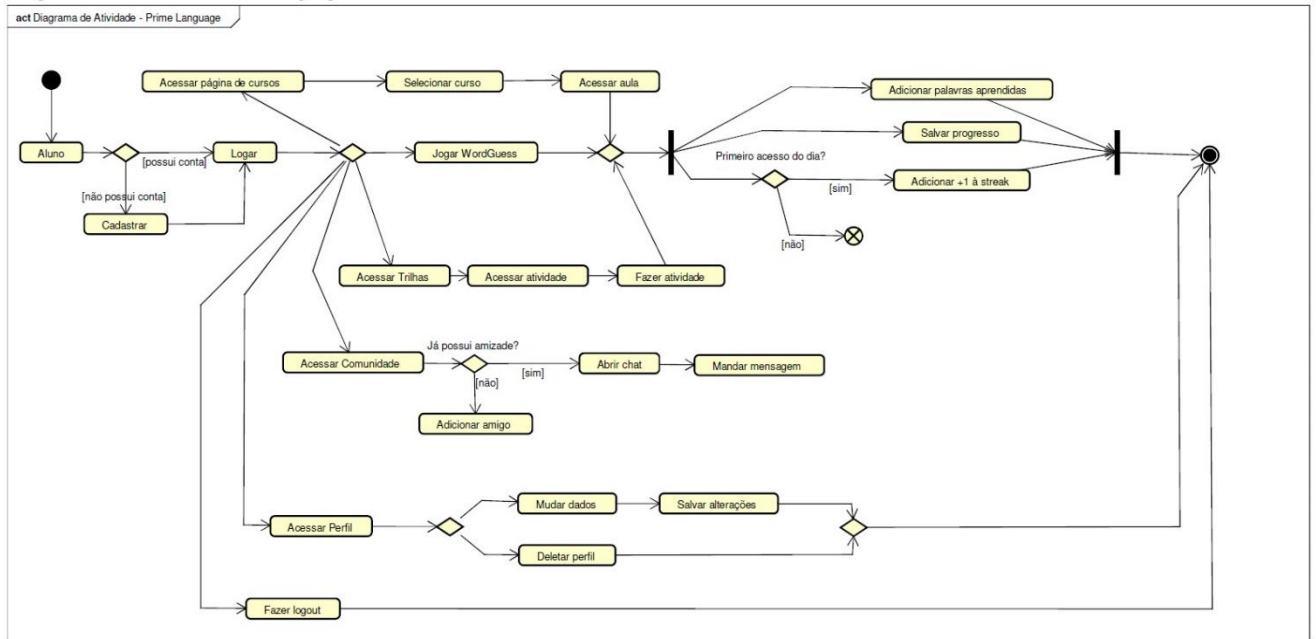 act Diagrama de Atividade - Prime Language
Acessar página de cursos
Selecionar curso
Acessar aula
Adicionar palavras aprendidas
Salvar progresso
Aluno
[possui conta]
Logar
Jogar WordGuess
Primeiro acesso do dia?
[sim]
Adicionar +1 à streak
[não possui conta]
Cadastrar
[não]
Acessar Trilhas
Acessar atividade
Fazer atividade
Já possui amizade?
Acessar Comunidade
[sim]
Abrir chat
Mandar mensagem
[não]
Adicionar amigo
Mudar dados
Salvar alterações
Acessar Perfil
Deletar perfil
Fazer logout